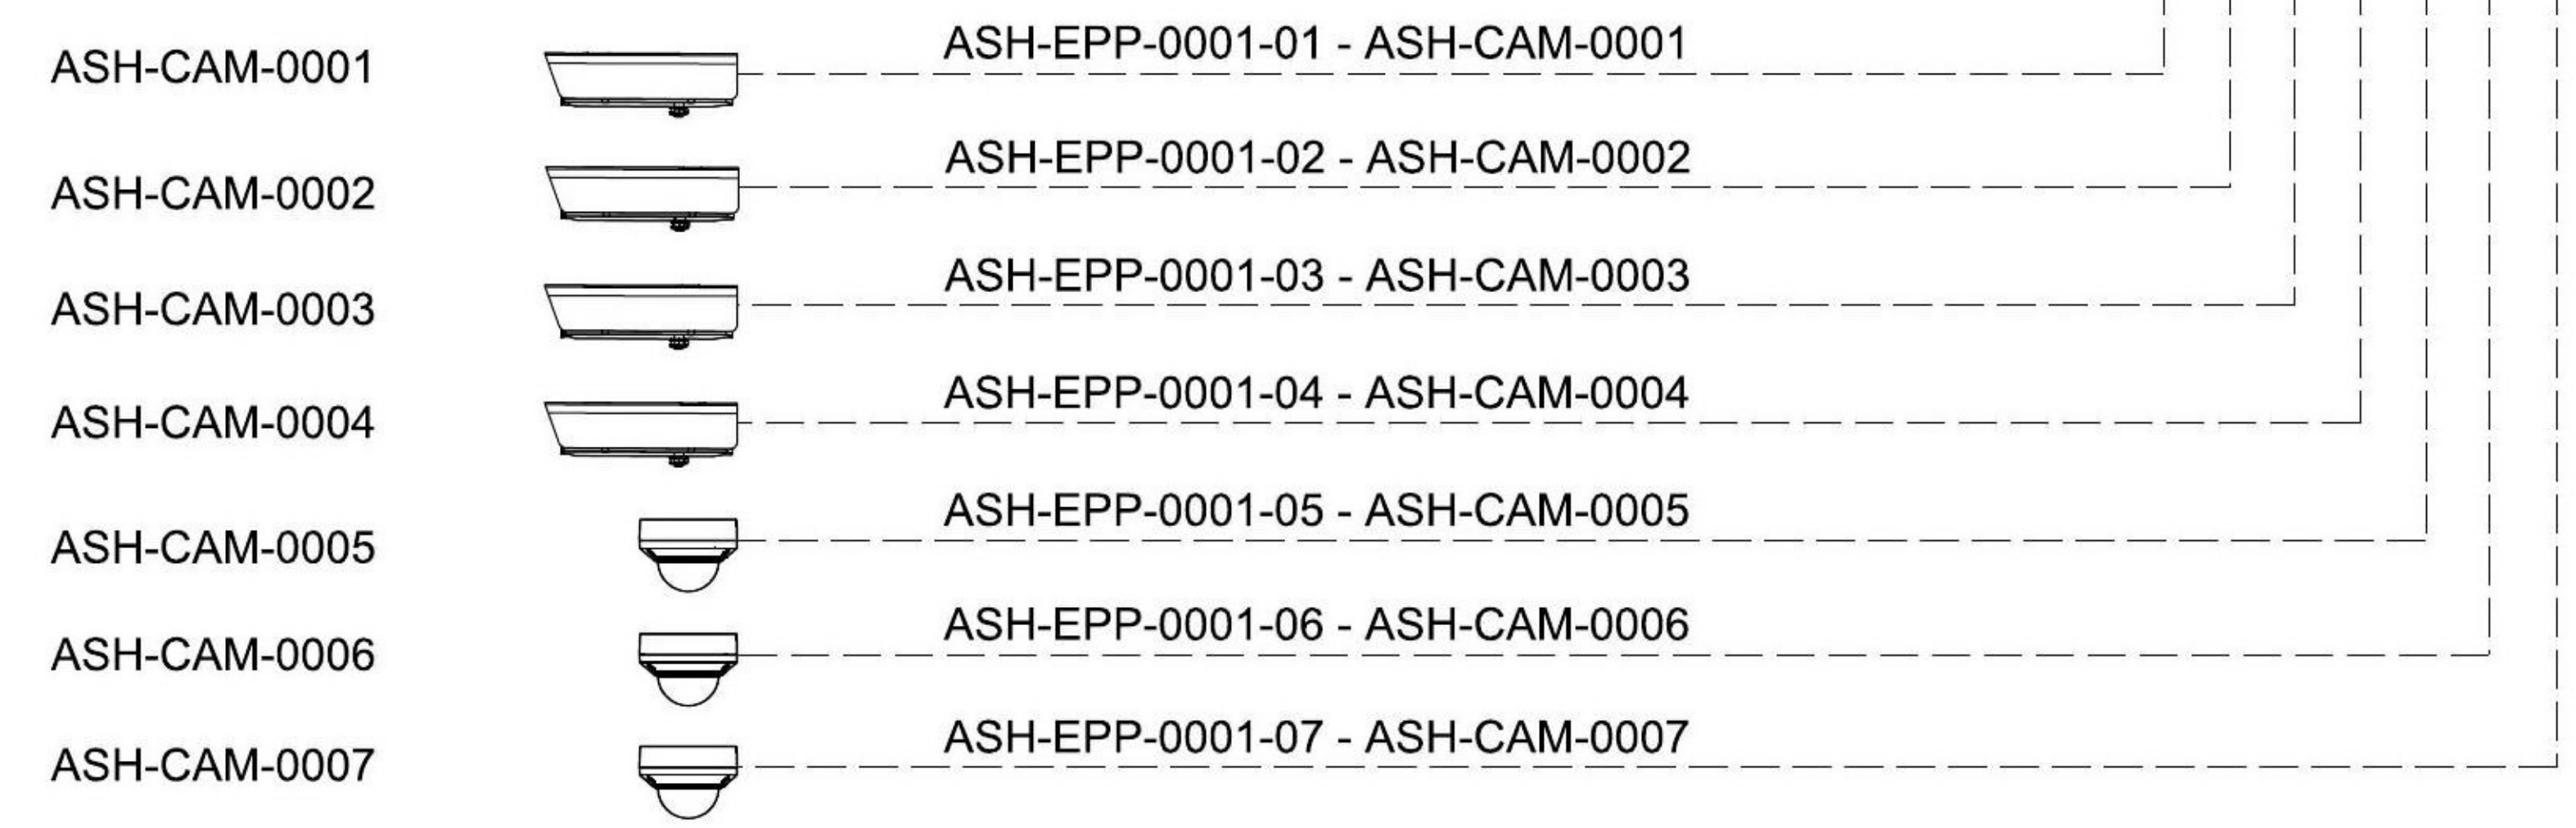 ASH-CAM-0001
ASH-EPP-0001-01 - ASH-CAM-0001
ASH-CAM-0002
ASH-EPP-0001-02 - ASH-CAM-0002
ASH-CAM-0003
ASH-EPP-0001-03 - ASH-CAM-0003
ASH-CAM-0004
ASH-EPP-0001-04 - ASH-CAM-0004
ASH-CAM-0005
ASH-EPP-0001-05 - ASH-CAM-0005
ASH-CAM-0006
ASH-EPP-0001-06 - ASH-CAM-0006
ASH-CAM-0007
ASH-EPP-0001-07 - ASH-CAM-0007